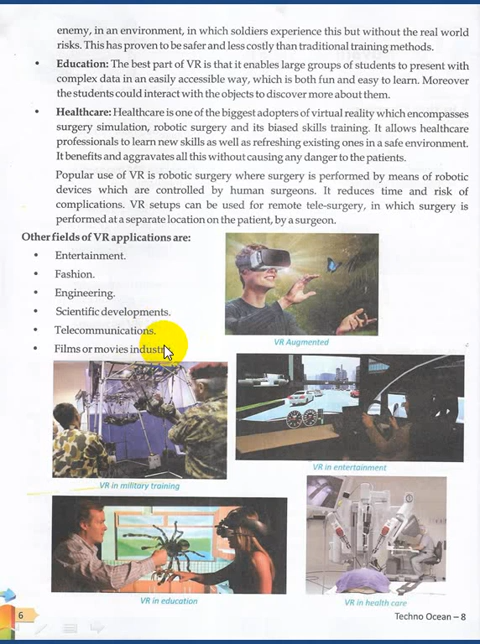 enemy, in an environment, in which soldiers experience this but without the real world
risks. This has proven to be safer and less costly than traditional training methods.
• Education: The best part of VR is that it enables large groups of students to present with
complex data in an easily accessible way, which is both fun and easy to learn. Moreover
the students could interact with the objects to discover more about them.
• Healthcare: Healthcare is one of the biggest adopters of virtual reality which encompasses
surgery simulation, robotic surgery and its biased skills training. It allows healthcare
professionals to learn new skills as well as refreshing existing ones in a safe environment.
It benefits and aggravates all this without causing any danger to the patients.
Popular use of VR is robotic surgery where surgery is performed by means of robotic
devices which are controlled by human surgeons. It reduces time and risk of
complications. VR setups can be used for remote tele-surgery, in which surgery is
performed at a separate location on the patient, by a surgeon.
Other fields of VR applications are:
• Entertainment.
• Fashion.
• Engineering.
• Scientific developments.
• Telecommunications.
• Films or movies industry.
VR Augmented
VR in military training
VR in entertainment
VR in education
VR in health care
6
Techno Ocean – 8